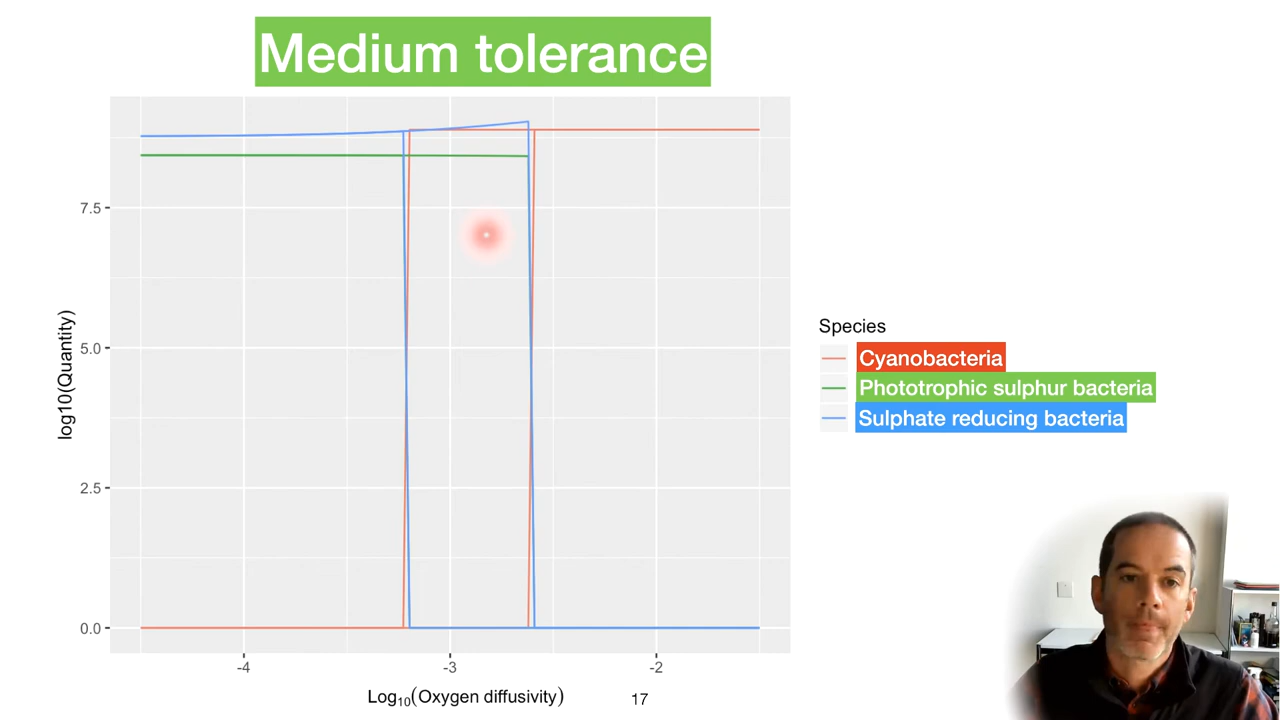 Medium tolerance
7.5
5.0
2.5
0.0
log10(Quantity)
-4
-3
-2
Log10(Oxygen diffusivity)
17
Species
Cyanobacteria
Phototrophic sulphur bacteria
Sulphate reducing bacteria